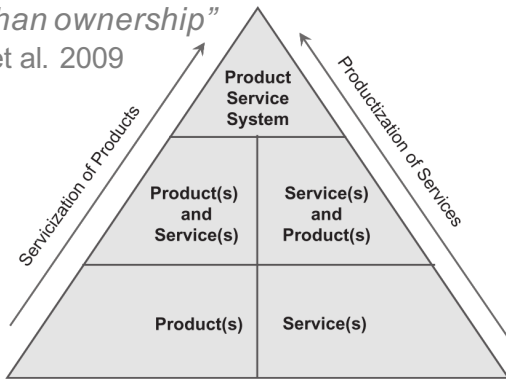 than ownership”
et al. 2009
Product
Service
System
Servicization of Products
Productization of Services
Product(s)
and
Service(s)
Service(s)
and
Product(s)
Product(s)
Service(s)